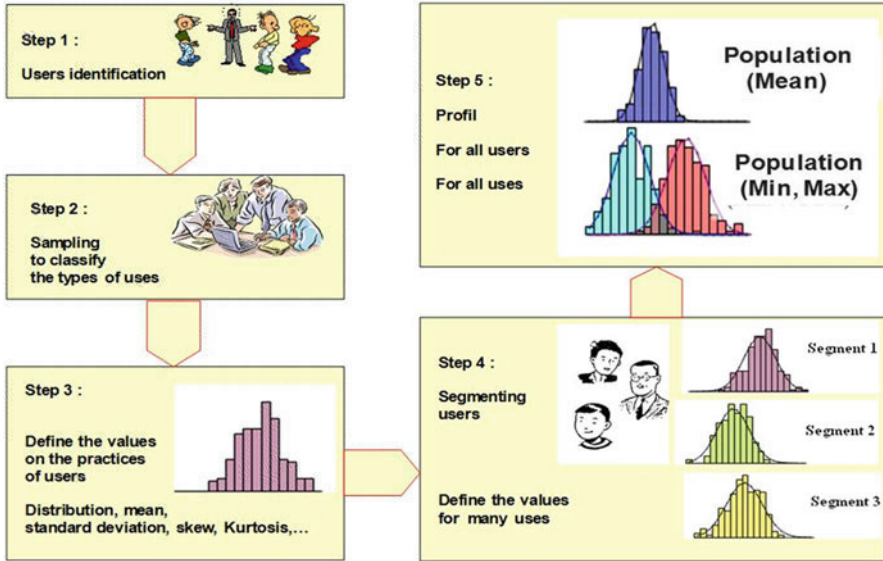 Step 1 :
Users identification
Step 2 :
Sampling
to classify
the types of uses
Step 3 :
Define the values
on the practices
of users
Distribution, mean,
standard deviation, skew, Kurtosis,...
Step 4 :
Segmenting
users
Define the values
for many uses
Segment 1
Segment 2
Segment 3
Step 5 :
Profil
For all users
For all uses
Population
(Mean)
Population
(Min, Max)